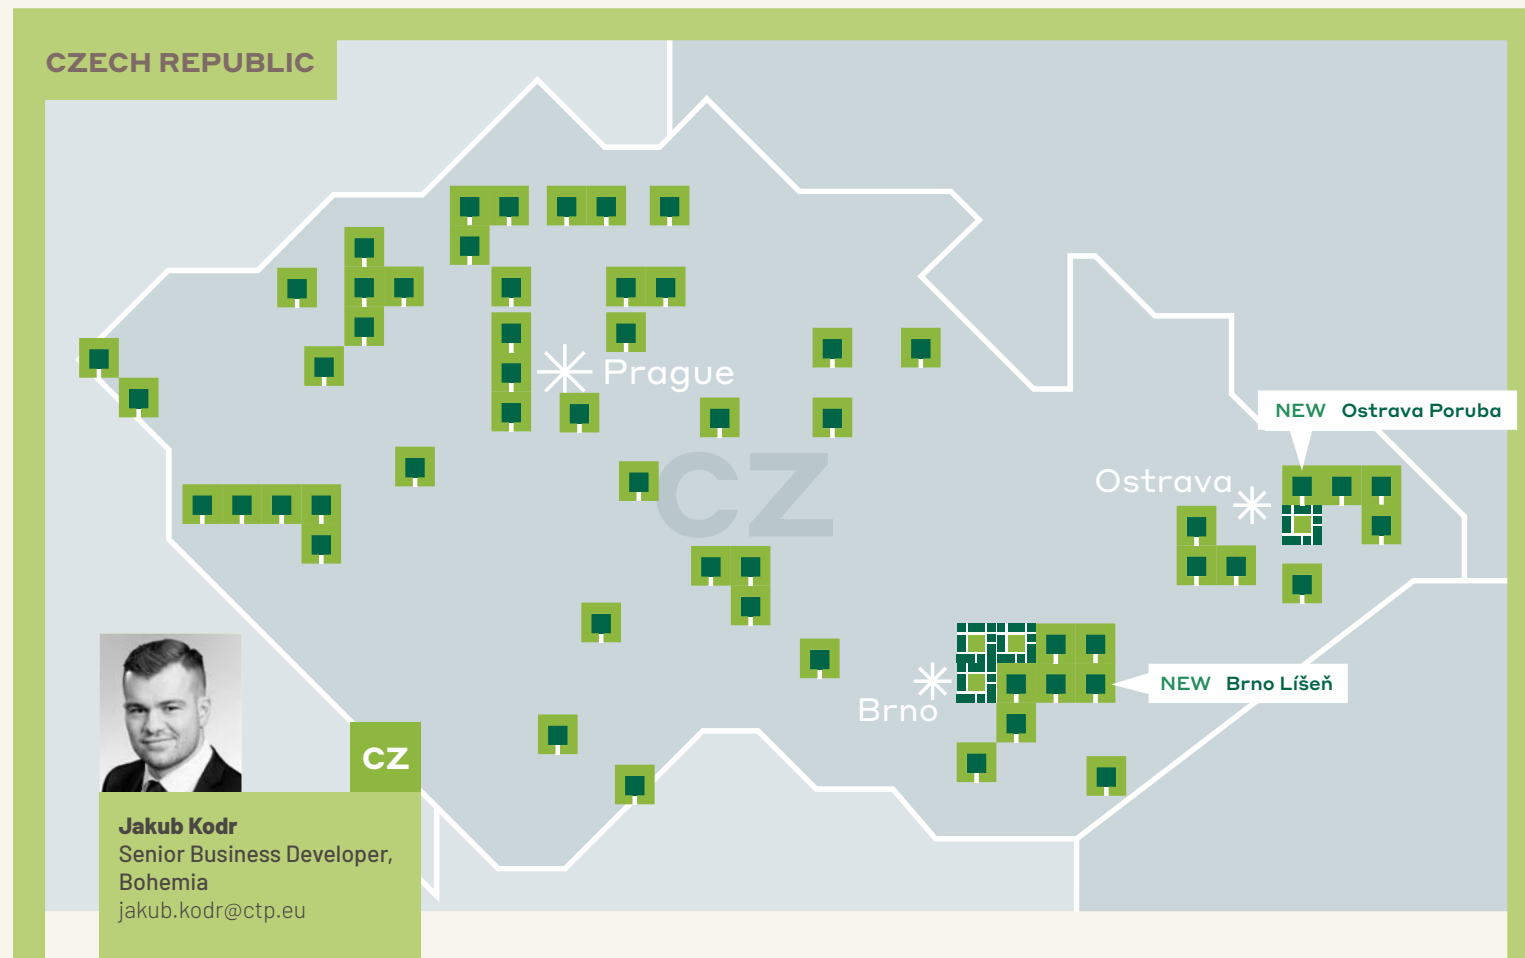 CZECH REPUBLIC
Prague
NEW Ostrava Poruba
Ostrava
CZ
NEW Brno Líšeň
Brno
CZ
Jakub Kodr
Senior Business Developer,
Bohemia
jakub.kodr@ctp.eu